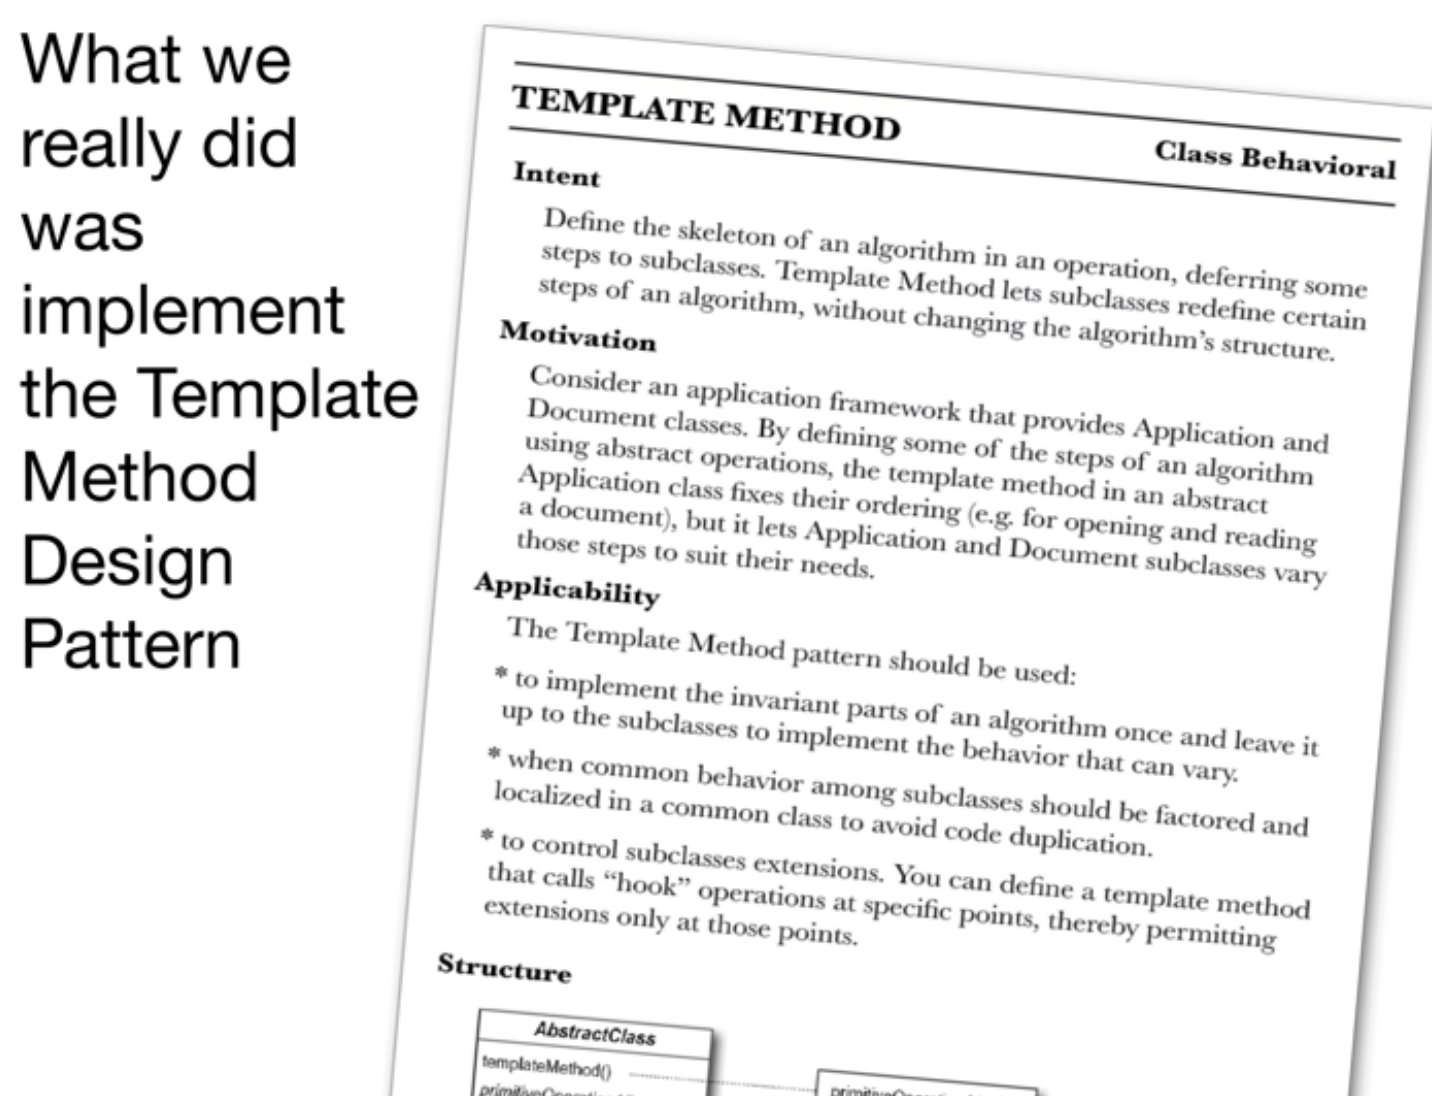 What we
really did
was
implement
the Template
Method
Design
Pattern
TEMPLATE METHOD
Class Behavioral
Intent
Define the skeleton of an algorithm in an operation, deferring some
steps to subclasses. Template Method lets subclasses redefine certain
steps of an algorithm, without changing the algorithm’s structure.
Motivation
Consider an application framework that provides Application and
Document classes. By defining some of the steps of an algorithm
using abstract operations, the template method in an abstract
Application class fixes their ordering (e.g. for opening and reading
a document), but it lets Application and Document subclasses vary
those steps to suit their needs.
Applicability
The Template Method pattern should be used:
* to implement the invariant parts of an algorithm once and leave it
up to the subclasses to implement the behavior that can vary.
* when common behavior among subclasses should be factored and
localized in a common class to avoid code duplication.
* to control subclasses extensions. You can define a template method
that calls “hook” operations at specific points, thereby permitting
extensions only at those points.
Structure
AbstractClass
templateMethod()